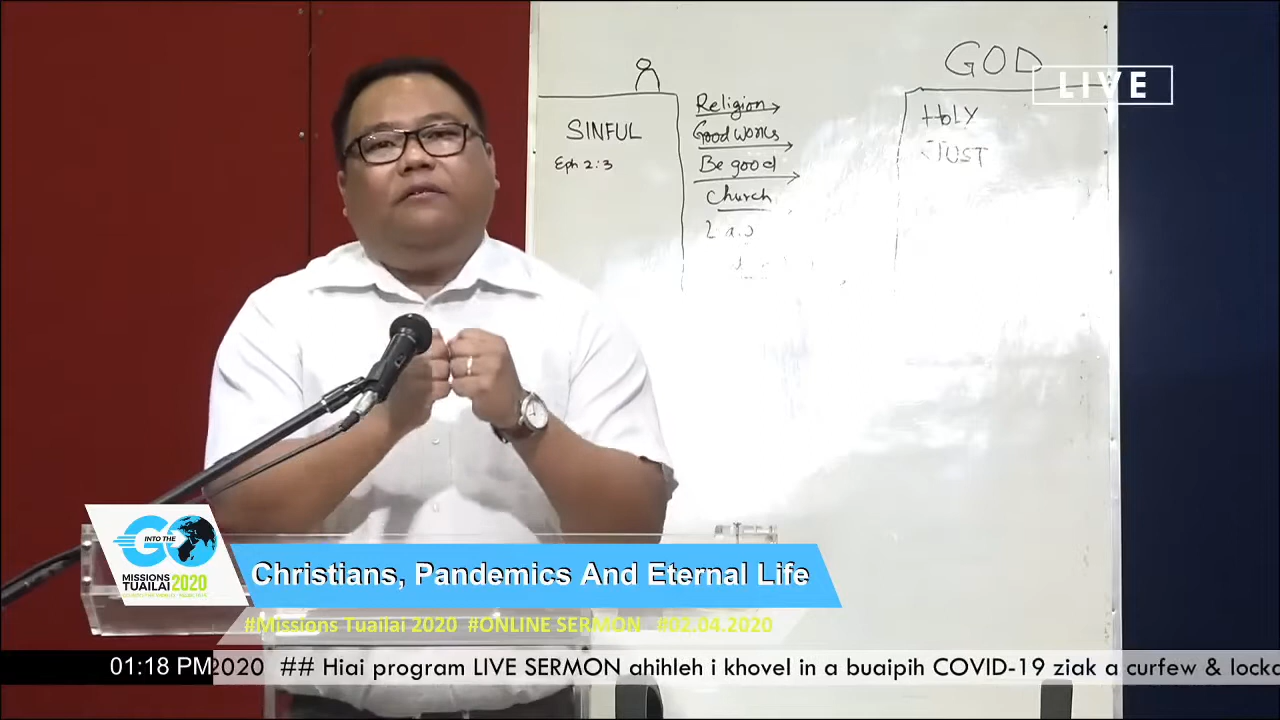 GOD
LIVE
SINFUL
Eph 2:3
Religion
Good works
Be good
Church
HOLY
JUST
INTO THE
GO
MISSIONS
TUAILAI 2020
Christians, Pandemics And Eternal Life
#Missions Tuailai 2020 #ONLINE SERMON #02.04.2020
01:18 PM
2020 ## Hiai program LIVE SERMON ahihleh i khovel in a buaipih COVID-19 ziak a curfew & locka